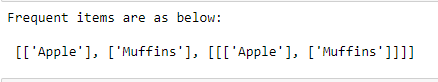 Frequent items are as below:
[['Apple'], ['Muffins'], [[['Apple'], ['Muffins']]]]